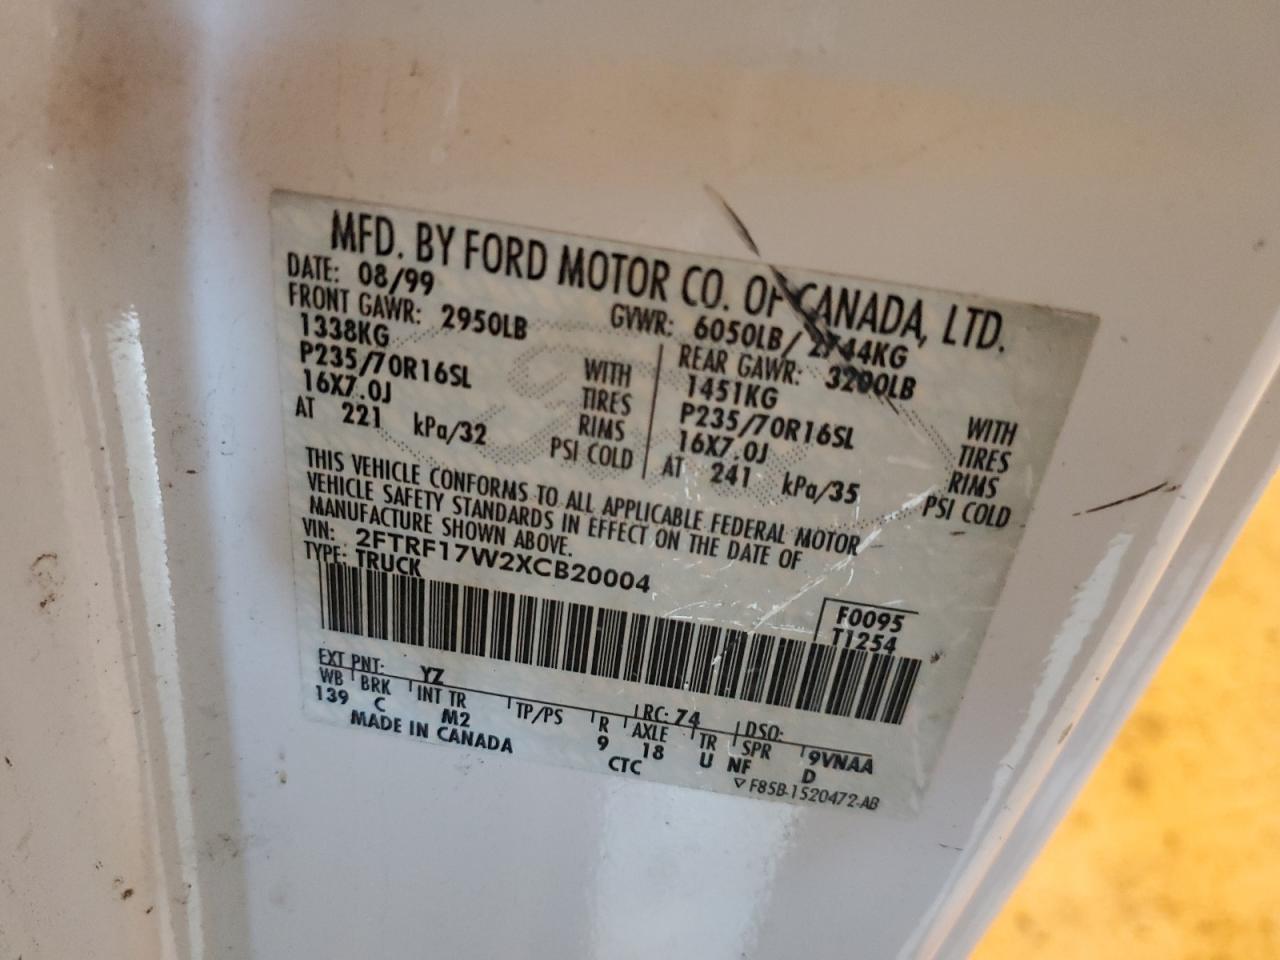 MFD. BY FORD MOTOR CO. OF CANADA, LTD.
DATE: 08/99 GVWR: 6050LB / 2744KG
FRONT GAWR: 2950LB REAR GAWR: 3200LB
1338KG WITH 1451KG WITH
P235/70R16SL TIRES P235/70R16SL TIRES
16X7.0J RIMS 16X7.0J RIMS
AT 221 kPa/32 PSI COLD AT 241 kPa/35 PSI COLD
THIS VEHICLE CONFORMS TO ALL APPLICABLE FEDERAL MOTOR
VEHICLE SAFETY STANDARDS IN EFFECT ON THE DATE OF
MANUFACTURE SHOWN ABOVE.
VIN: 2FTRF17W2XCB20004
TYPE: TRUCK
F0095
T1254
EXT PNT: YZ RC: 74 DSO:
WB BRK INT TR TP/PS R AXLE TR SPR 9VNAA
139 C M2 9 18 U NF D
MADE IN CANADA CTC
▽ F85B-1520472-AB